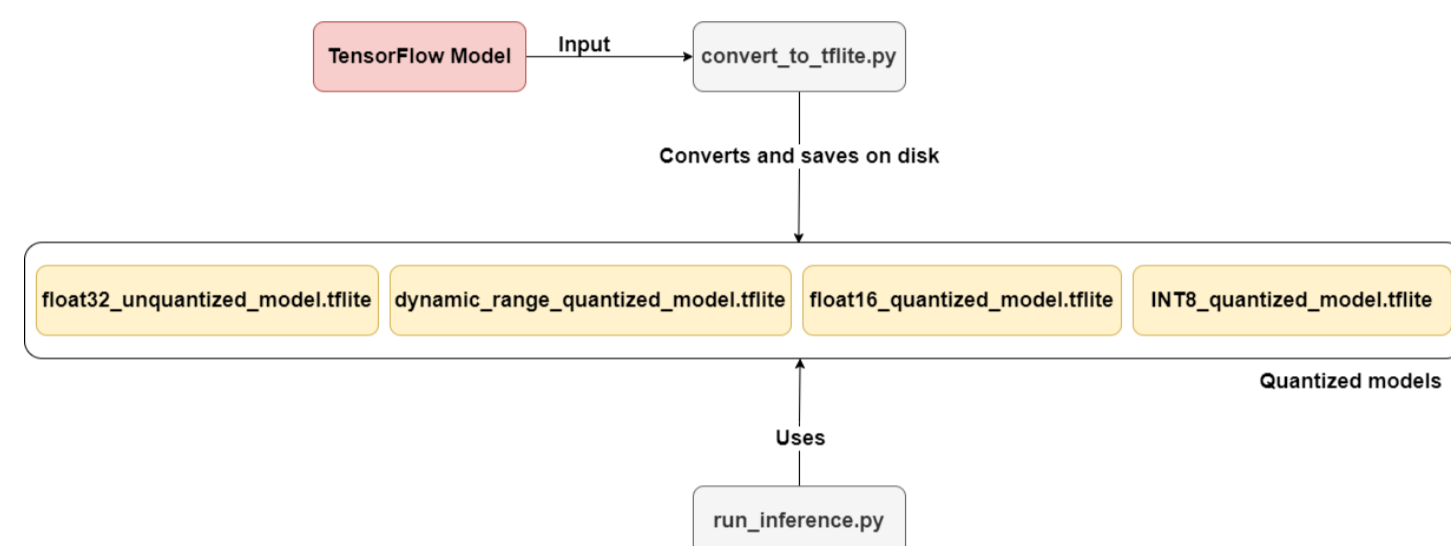 TensorFlow Model
Input
convert_to_tflite.py
Converts and saves on disk
float32_unquantized_model.tflite
dynamic_range_quantized_model.tflite
float16_quantized_model.tflite
INT8_quantized_model.tflite
Quantized models
Uses
run_inference.py